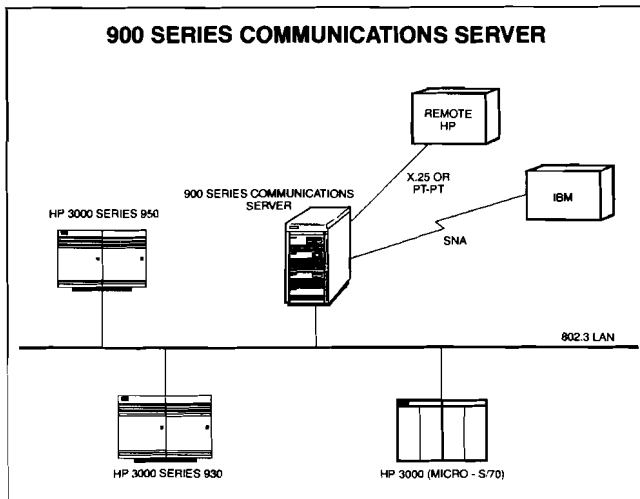 900 SERIES COMMUNICATIONS SERVER
REMOTE
HP
X.25 OR
PT-PT
IBM
900 SERIES COMMUNICATIONS
SERVER
HP 3000 SERIES 950
SNA
802.3 LAN
HP 3000 SERIES 930
HP 3000 (MICRO - S/70)